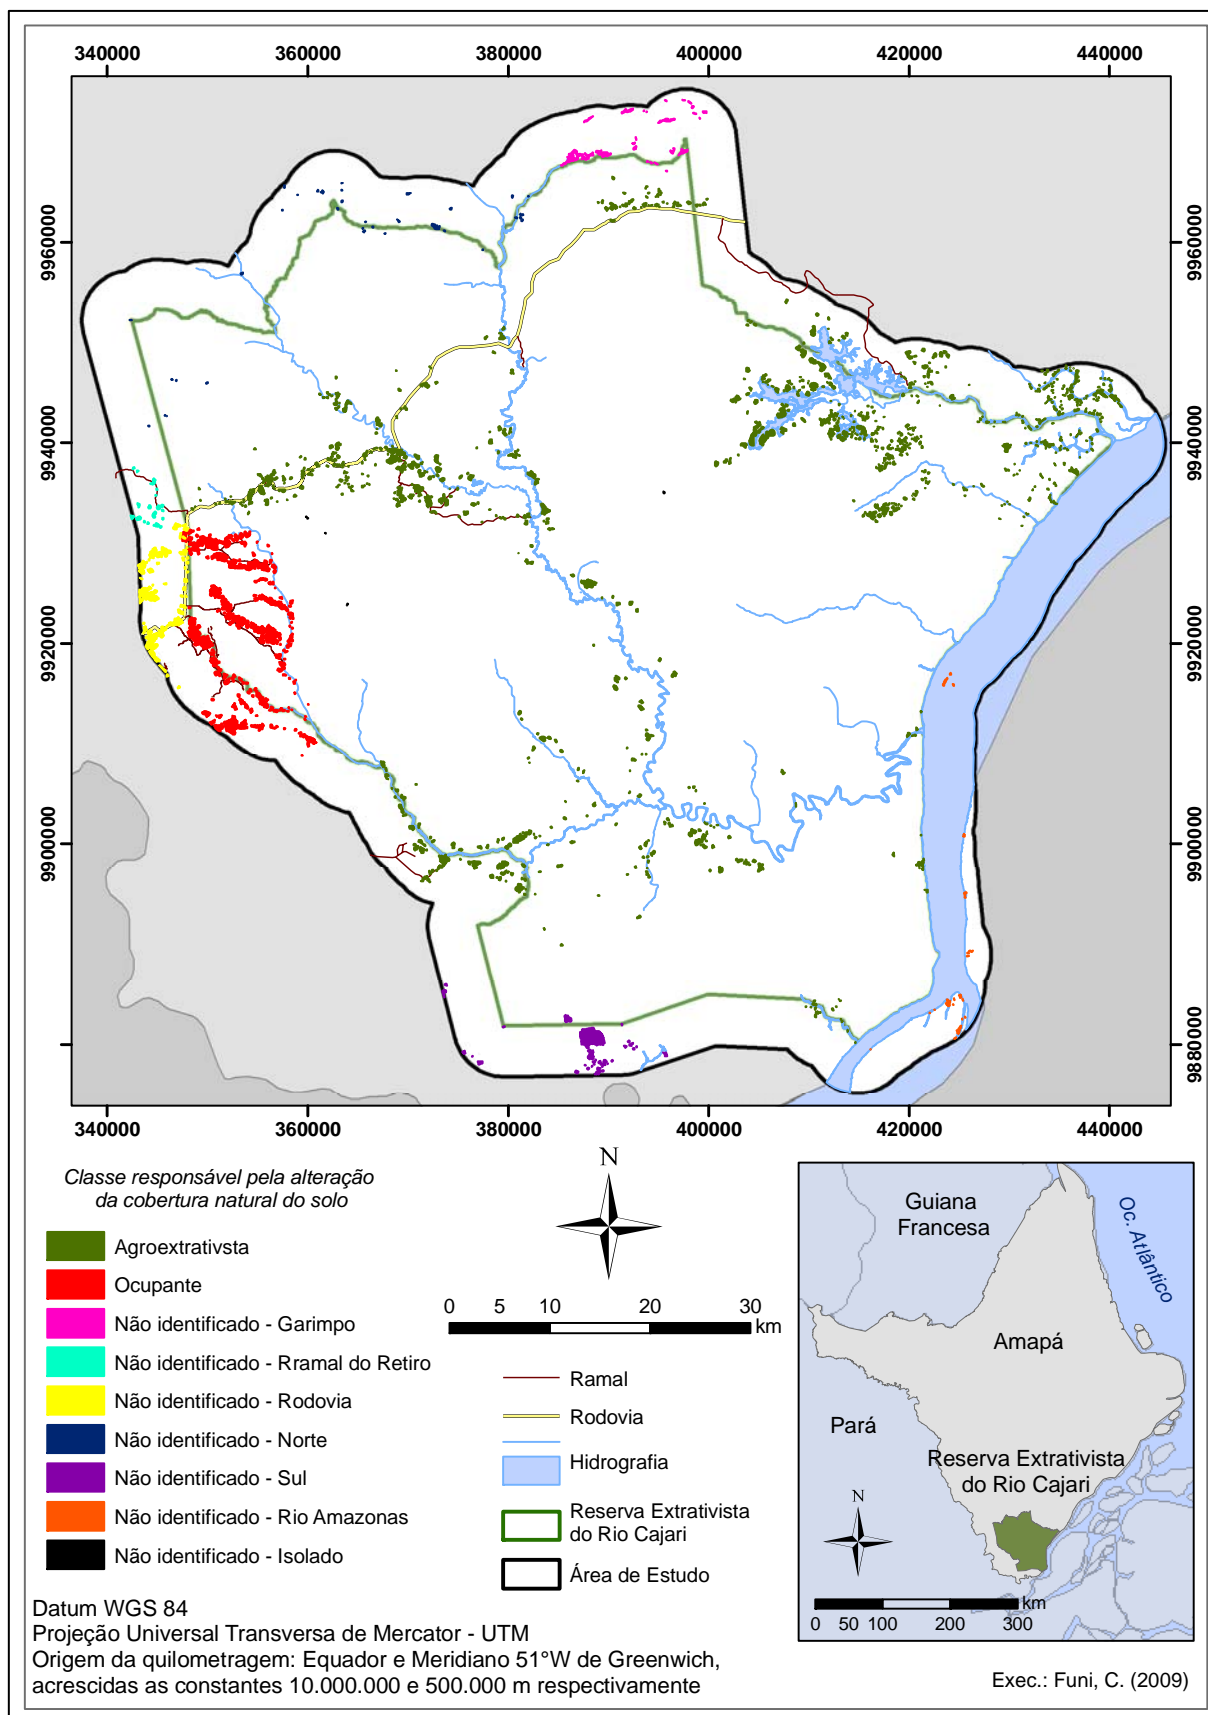 340000 360000 380000 400000 420000 440000
9960000
9940000
9920000
9900000
9880000
9960000
9940000
9920000
9900000
9880000
340000 360000 380000 400000 420000 440000
Classe responsável pela alteração
da cobertura natural do solo
Agroextrativsta
Ocupante
Não identificado - Garimpo
Não identificado - Rramal do Retiro
Não identificado - Rodovia
Não identificado - Norte
Não identificado - Sul
Não identificado - Rio Amazonas
Não identificado - Isolado
N
0 5 10 20 30
km
Ramal
Rodovia
Hidrografia
Reserva Extrativista
do Rio Cajari
Área de Estudo
Guiana
Francesa
Oc. Atlântico
Amapá
Pará
Reserva Extrativista
do Rio Cajari
N
km
0 100 200 300
Datum WGS 84
Projeção Universal Transversa de Mercator - UTM
Origem da quilometragem: Equador e Meridiano 51°W de Greenwich,
acrescidas as constantes 10.000.000 e 500.000 m respectivamente
Exec.: Funi, C. (2009)